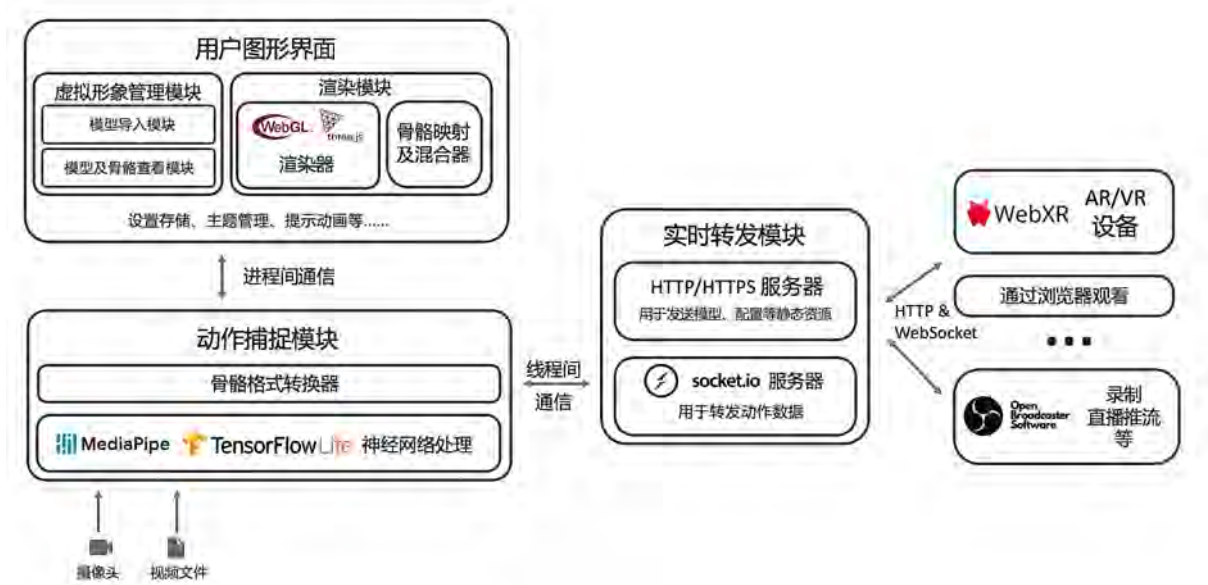 用户图形界面
虚拟形象管理模块
模型导入模块
模型及骨骼查看模块
渲染模块
WebGL
three.js
渲染器
骨骼映射
及混合器
设置存储、主题管理、提示动画等......
进程间通信
动作捕捉模块
骨骼格式转换器
MediaPipe TensorFlow Lite 神经网络处理
摄像头
视频文件
线程间
通信
实时转发模块
HTTP/HTTPS 服务器
用于发送模型、配置等静态资源
socket.io 服务器
用于转发动作数据
HTTP &
WebSocket
WebXR
AR/VR
设备
通过浏览器观看
Open
Broadcaster
Software
录制
直播推流
等